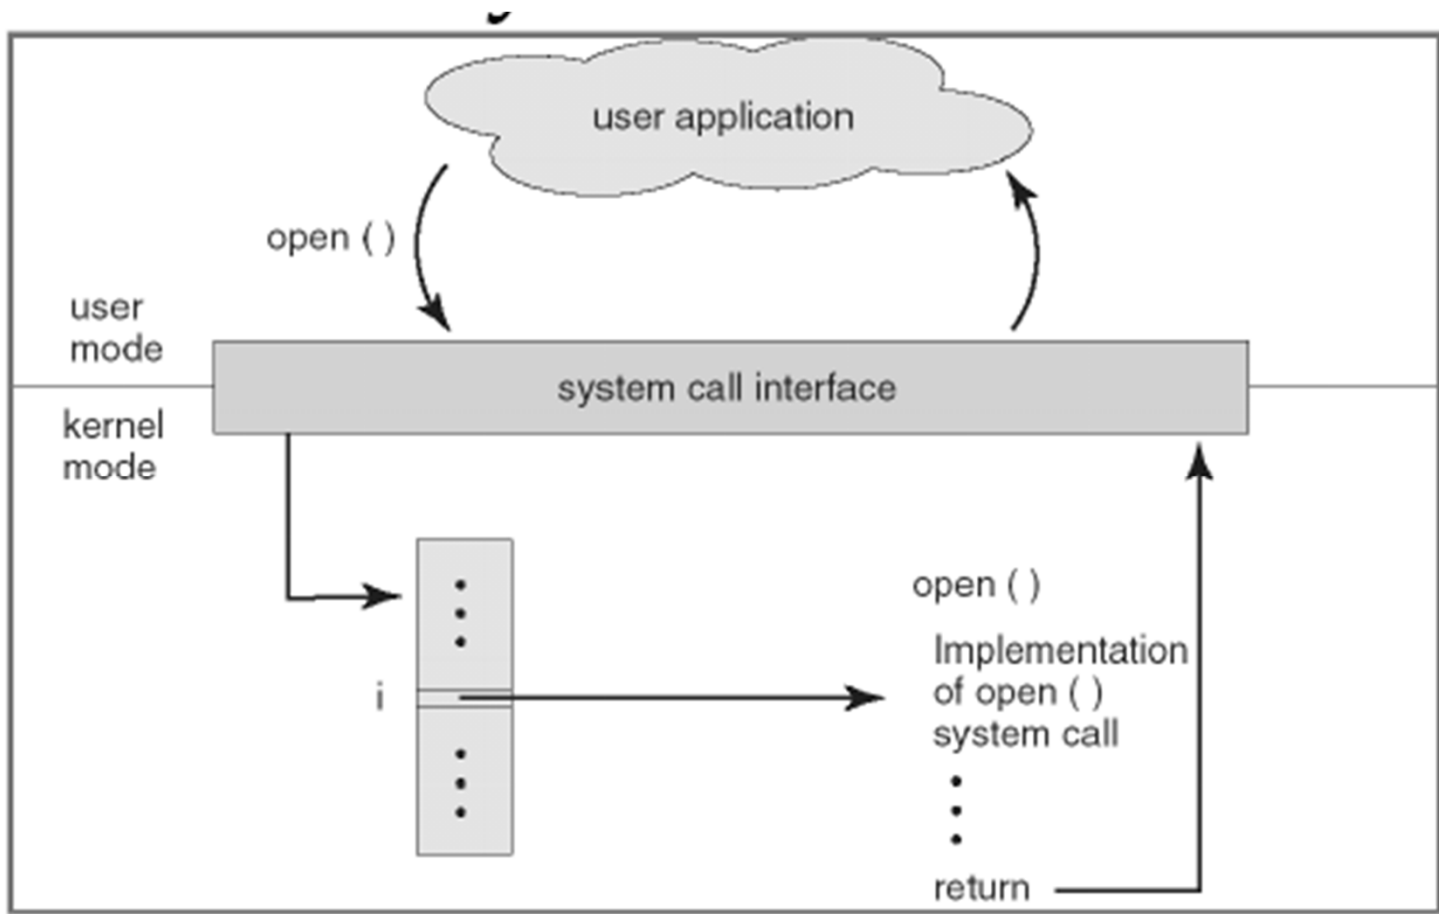 user application
open ( )
user
mode
system call interface
kernel
mode
open ( )
Implementation
of open ( )
system call
i
return